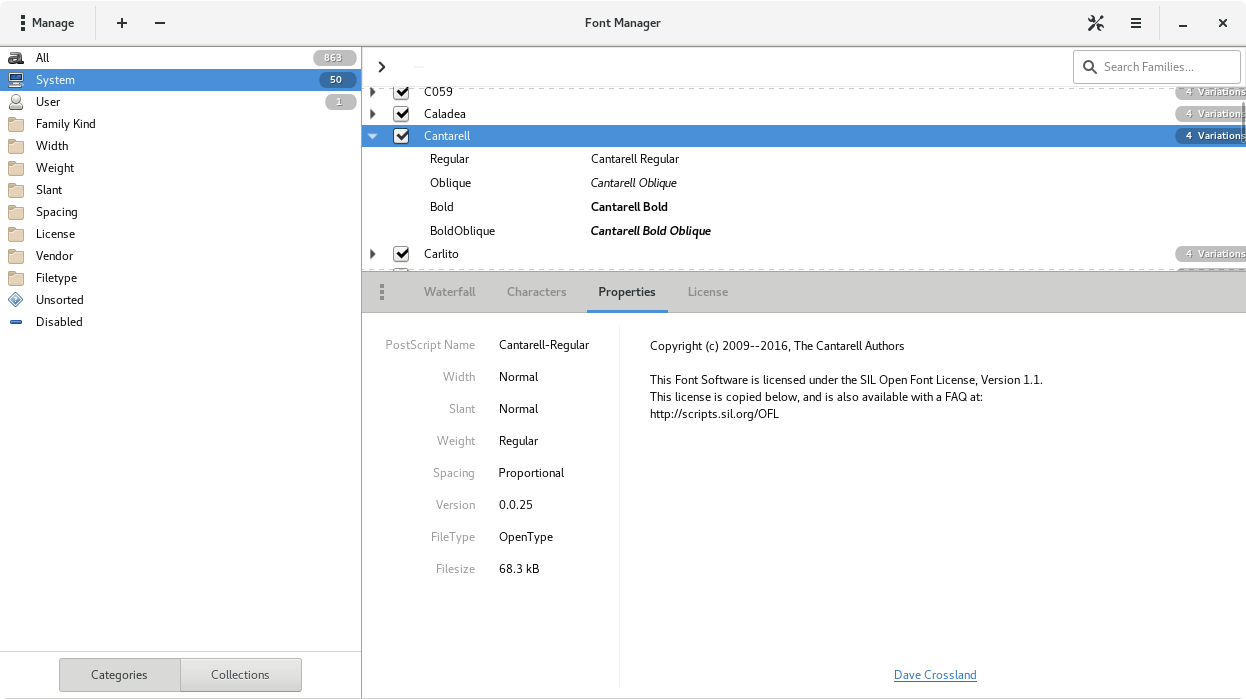 Manage
Font Manager
All 863
System 50
User 1
Family Kind
Width
Weight
Slant
Spacing
License
Vendor
Filetype
Unsorted
Disabled
Categories
Collections
Search Families...
C059 4 Variations
Caladea 4 Variations
Cantarell 4 Variations
Regular Cantarell Regular
Oblique Cantarell Oblique
Bold Cantarell Bold
BoldOblique Cantarell Bold Oblique
Carlito 4 Variations
Waterfall Characters Properties License
PostScript Name Cantarell-Regular
Width Normal
Slant Normal
Weight Regular
Spacing Proportional
Version 0.0.25
FileType OpenType
Filesize 68.3 kB
Copyright (c) 2009--2016, The Cantarell Authors
This Font Software is licensed under the SIL Open Font License, Version 1.1.
This license is copied below, and is also available with a FAQ at:
http://scripts.sil.org/OFL
Dave Crossland